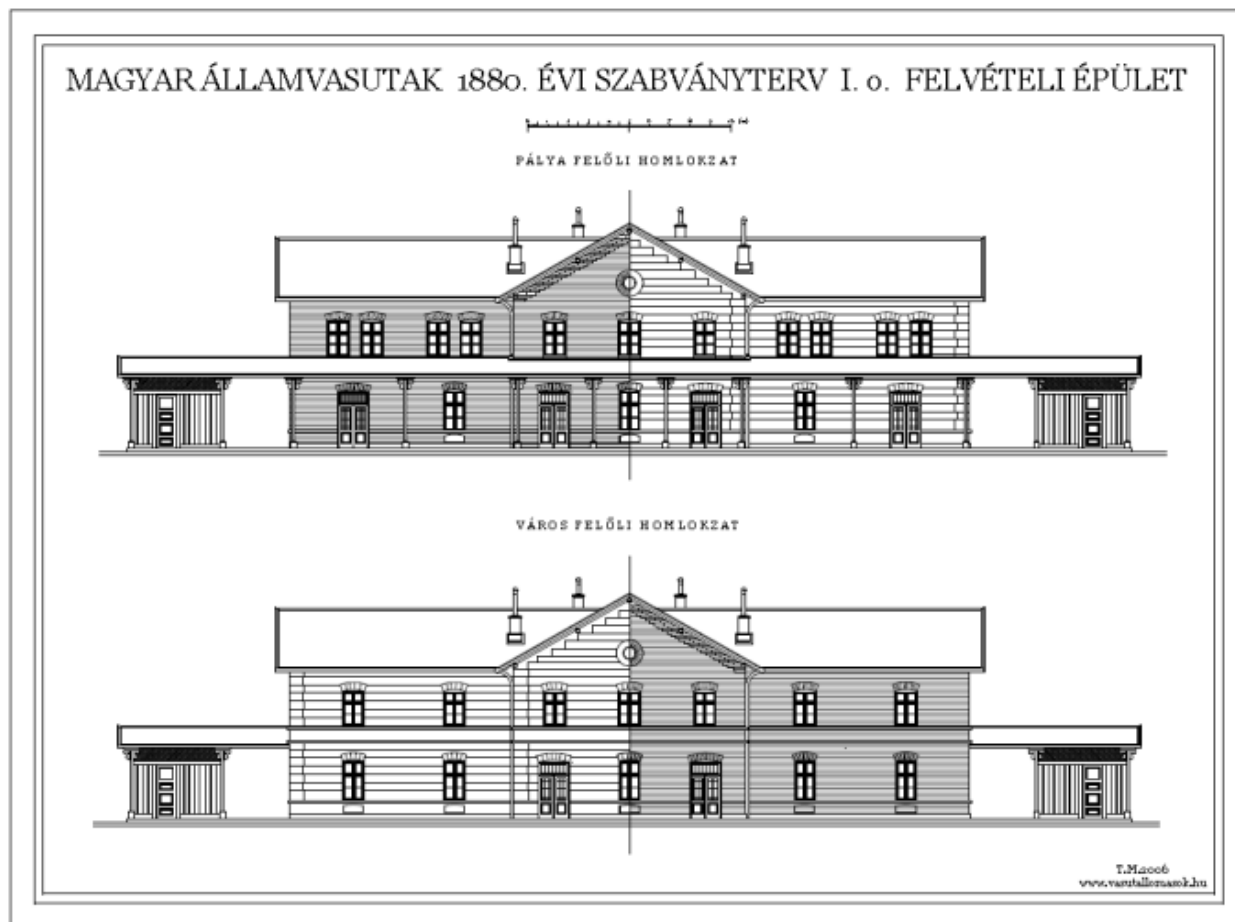 MAGYAR ÁLLAMVASUTAK 1880. ÉVI SZABVÁNYTERV I. o. FELVÉTELI ÉPÜLET
PÁLYA FELŐLI HOMLOKZAT
VÁROS FELŐLI HOMLOKZAT
T.M.2006
www.vasutallomasok.hu